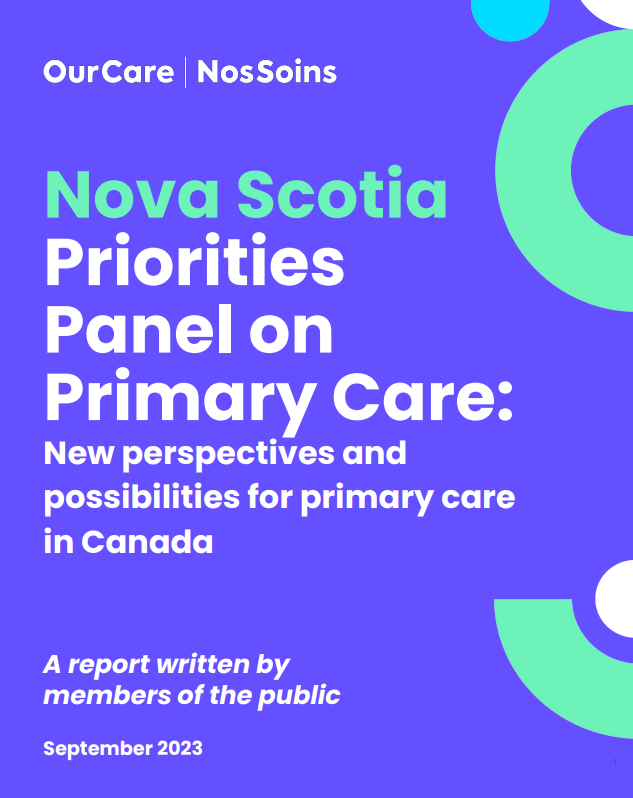 OurCare | NosSoins
Nova Scotia
Priorities
Panel on
Primary Care:
New perspectives and
possibilities for primary care
in Canada
A report written by
members of the public
September 2023
1